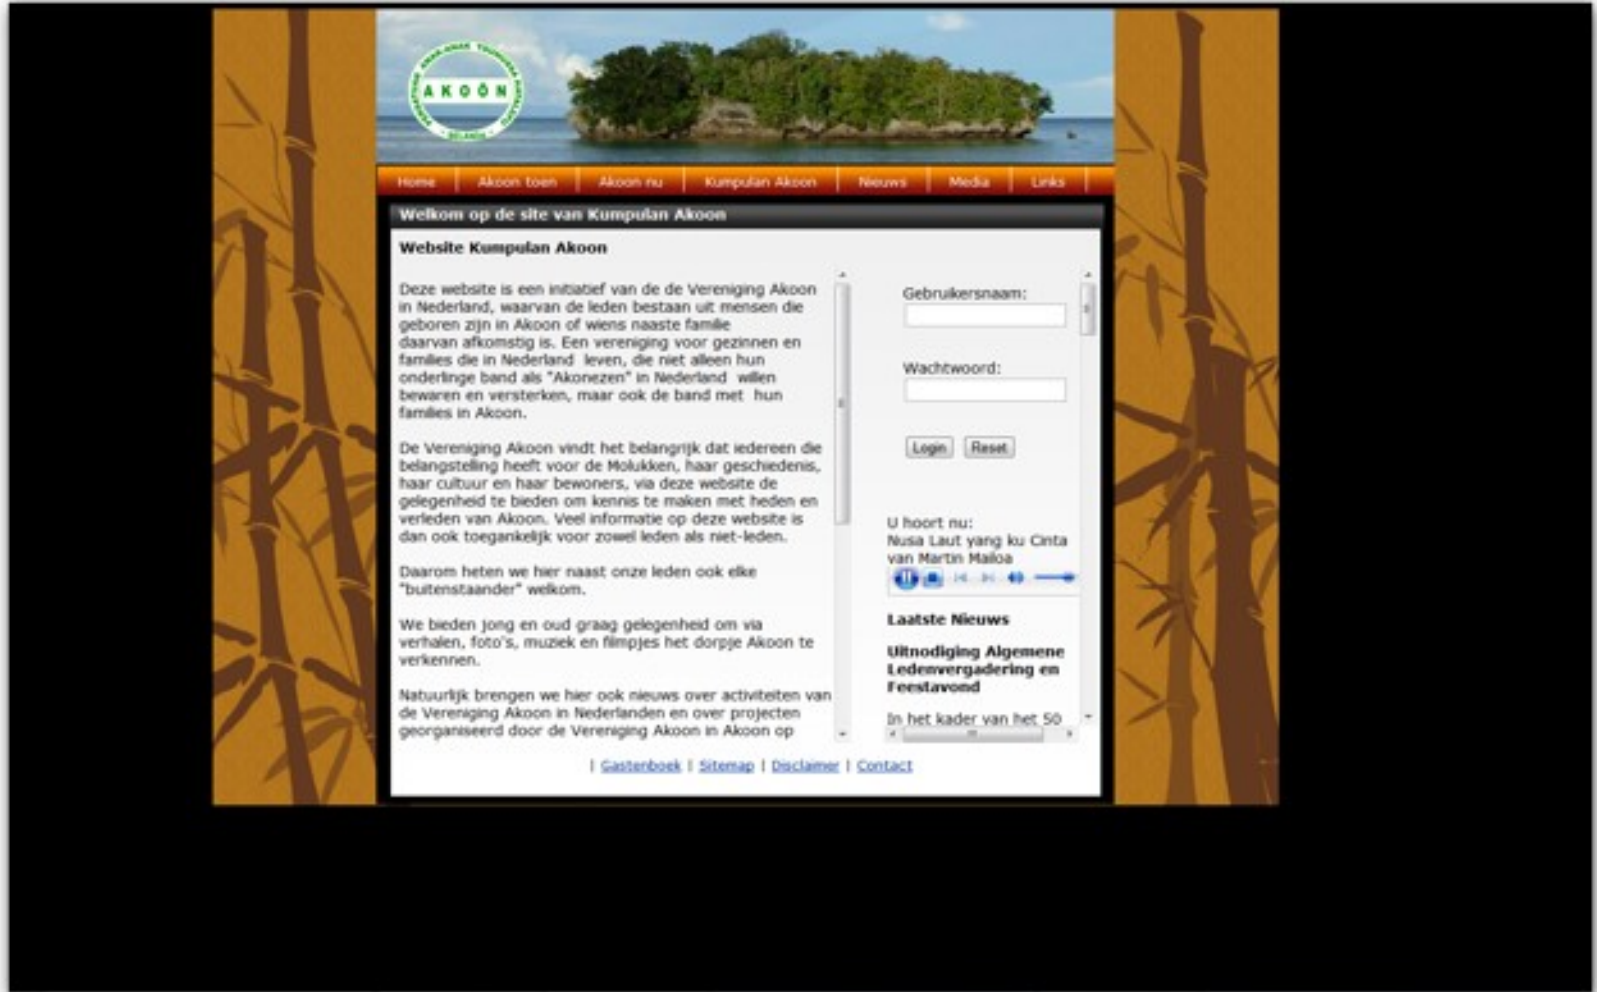 AKOÔN
Home
Akoon toen
Akoon nu
Kumpulan Akoon
Nieuws
Media
Links
Welkom op de site van Kumpulan Akoon
Website Kumpulan Akoon
Deze website is een initiatief van de de Vereniging Akoon
in Nederland, waarvan de leden bestaan uit mensen die
geboren zijn in Akoon of wiens naaste familie
daarvan afkomstig is. Een vereniging voor gezinnen en
families die in Nederland leven, die niet alleen hun
onderlinge band als "Akonezen" in Nederland willen
bewaren en versterken, maar ook de band met hun
families in Akoon.
De Vereniging Akoon vindt het belangrijk dat iedereen die
belangstelling heeft voor de Molukken, haar geschiedenis,
haar cultuur en haar bewoners, via deze website de
gelegenheid te bieden om kennis te maken met heden en
verleden van Akoon. Veel informatie op deze website is
dan ook toegankelijk voor zowel leden als niet-leden.
Daarom heten we hier naast onze leden ook elke
"buitenstaander" welkom.
We bieden jong en oud graag gelegenheid om via
verhalen, foto's, muziek en filmpjes het dorpje Akoon te
verkennen.
Natuurlijk brengen we hier ook nieuws over activiteiten van
de Vereniging Akoon in Nederlanden en over projecten
georganiseerd door de Vereniging Akoon in Akoon op
Gebruikersnaam:
Wachtwoord:
Login
Reset
U hoort nu:
Nusa Laut yang ku Cinta
van Martin Mailoa
Laatste Nieuws
Uitnodiging Algemene
Ledenvergadering en
Feestavond
In het kader van het 50
| Gastenboek | Sitemap | Disclaimer | Contact